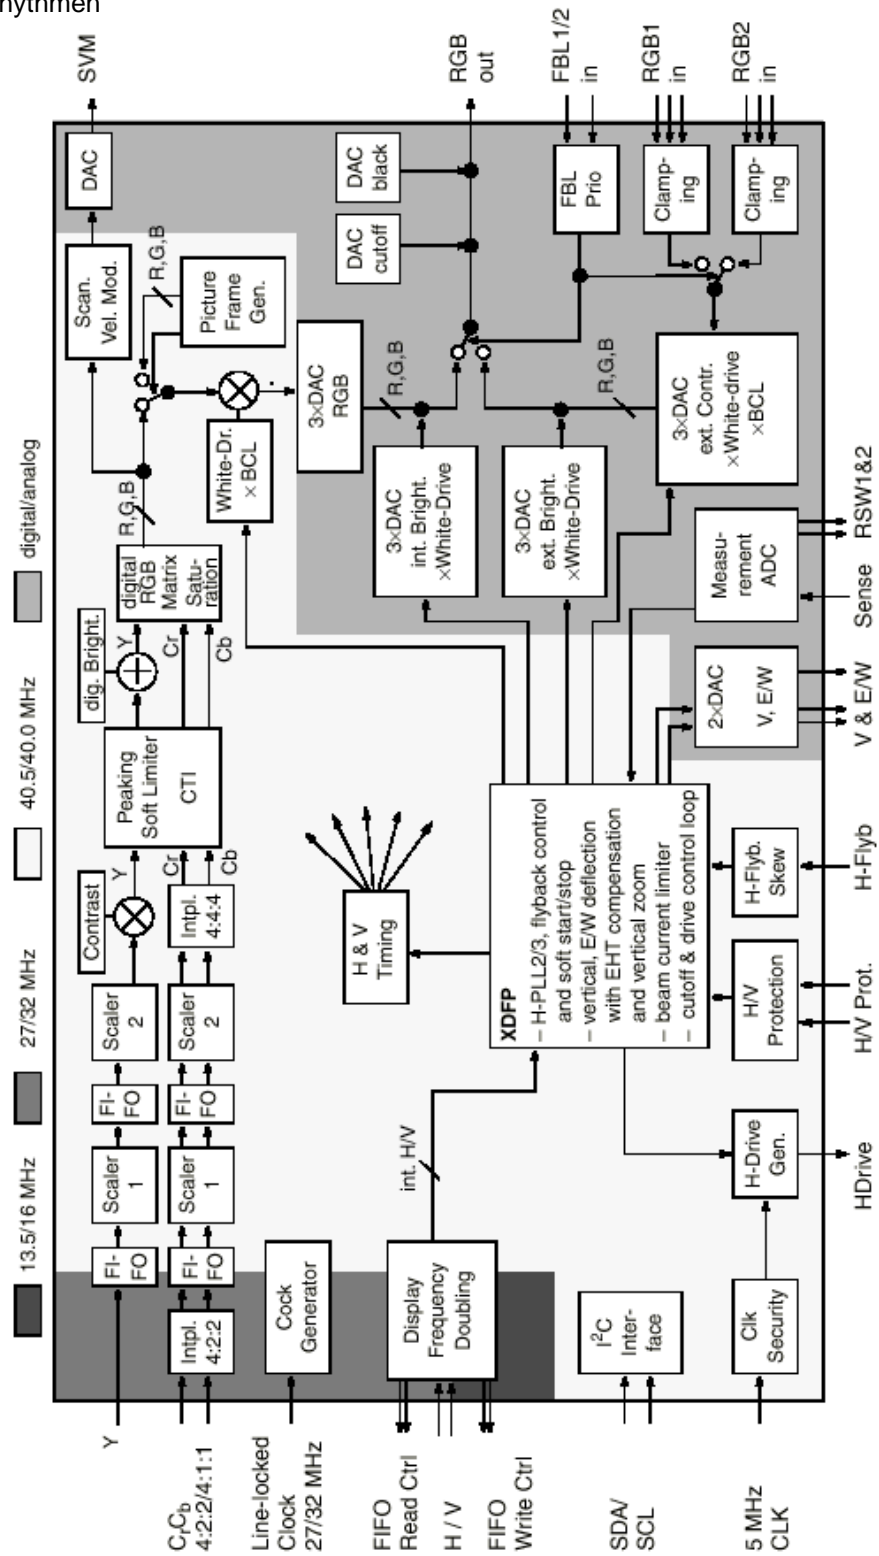 hythmen
13.5/16 MHz
27/32 MHz
40.5/40.0 MHz
digital/analog
Y
CrCb
4:2:2/4:1:1
Line-locked
Clock
27/32 MHz
FIFO
Read Ctrl
H / V
FIFO
Write Ctrl
SDA/
SCL
5 MHz
CLK
FI-
FO
Scaler
1
FI-
FO
Scaler
2
Contrast
Y
Peaking
Soft Limiter
CTI
dig. Bright.
Y
Cr
Cb
digital
RGB
Matrix
Satu-
ration
R,G,B
Scan.
Vel. Mod.
DAC
SVM
Intpl.
4:2:2
FI-
FO
Scaler
1
FI-
FO
Scaler
2
Intpl.
4:4:4
Cr
Cb
White-Dr.
×BCL
R,G,B
Picture
Frame
Gen.
Cock
Generator
H & V
Timing
3×DAC
RGB
R,G,B
DAC
cutoff
DAC
black
RGB
out
Display
Frequency
Doubling
int. H/V
3×DAC
int. Bright.
×White-Drive
3×DAC
ext. Bright.
×White-Drive
R,G,B
FBL
Prio
FBL1/2
in
XDFP
– H-PLL2/3, flyback control
and soft start/stop
– vertical, E/W deflection
with EHT compensation
and vertical zoom
– beam current limiter
– cutoff & drive control loop
3×DAC
ext. Contr.
×White-drive
×BCL
Clamp-
ing
RGB1
in
Clamp-
ing
RGB2
in
I²C
Inter-
face
Clk
Security
H-Drive
Gen.
H/V
Protection
H-Flyb.
Skew
2×DAC
V, E/W
Measu-
rement
ADC
HDrive
H/V Prot.
H-Flyb
V & E/W
Sense
RSW1&2